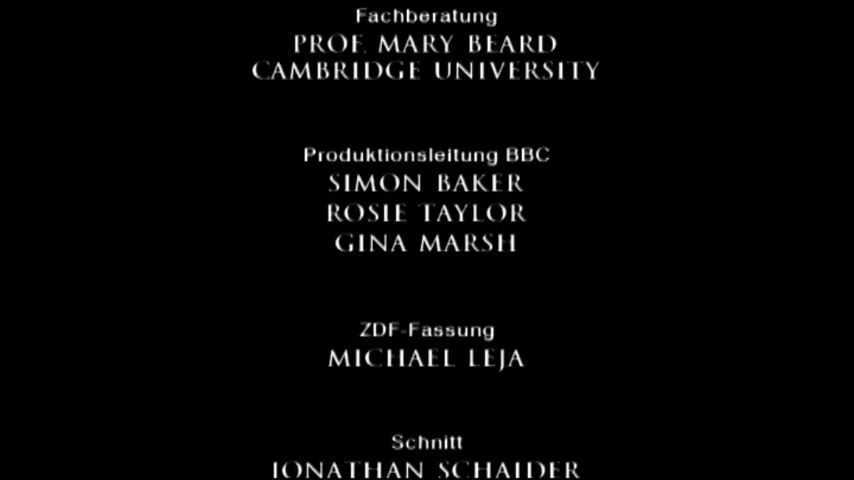 Fachberatung
PROF. MARY BEARD
CAMBRIDGE UNIVERSITY
Produktionsleitung BBC
SIMON BAKER
ROSIE TAYLOR
GINA MARSH
ZDF-Fassung
MICHAEL LEJA
Schnitt
JONATHAN SCHAIDER